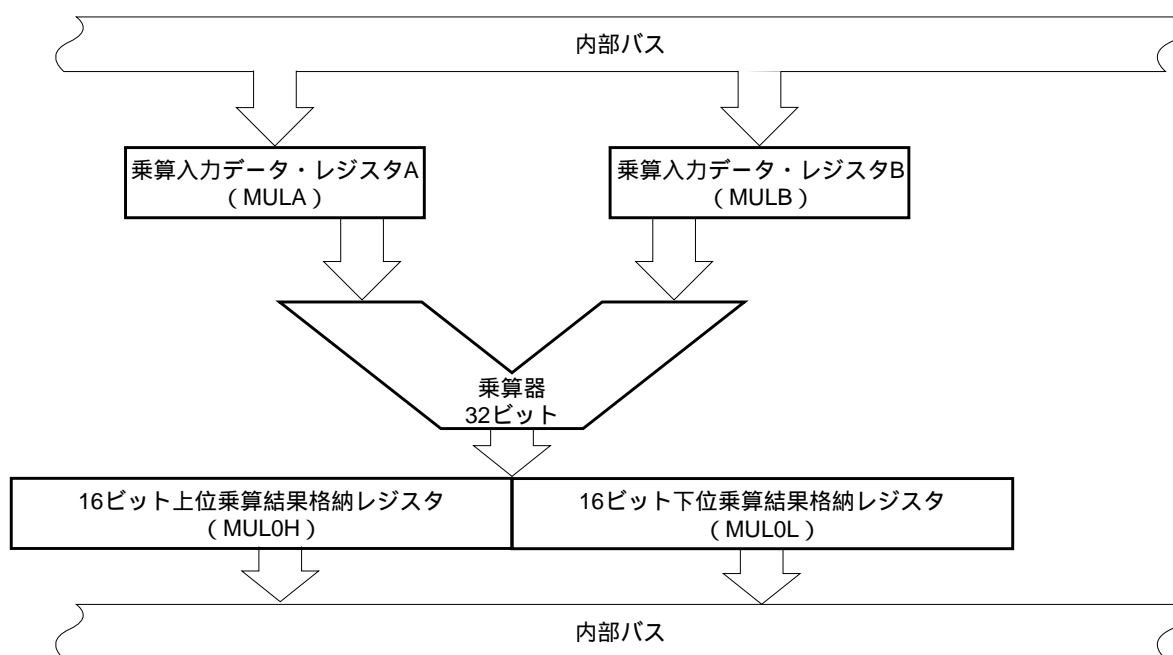 内部バス
乗算入力データ・レジスタA
（MULA）
乗算入力データ・レジスタB
（MULB）
乗算器
32ビット
16ビット上位乗算結果格納レジスタ
（MUL0H）
16ビット下位乗算結果格納レジスタ
（MUL0L）
内部バス